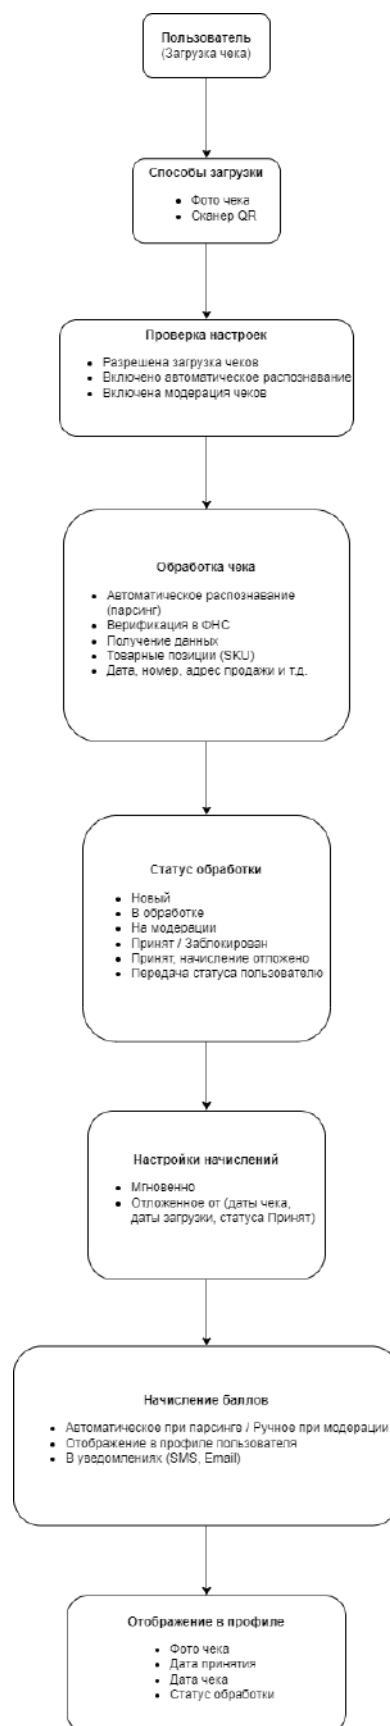 Пользователь
(Загрузка чека)
Способы загрузки
Фото чека
Сканер QR
Проверка настроек
Разрешена загрузка чеков
Включено автоматическое распознавание
Включена модерация чеков
Обработка чека
Автоматическое распознавание
(парсинг)
Верификация в ФНС
Получение данных
Товарные позиции (SKU)
Дата, номер, адрес продажи и т.д.
Статус обработки
Новый
В обработке
На модерации
Принят / Заблокирован
Принят, начисление отложено
Передача статуса пользователю
Настройки начислений
Мгновенно
Отложенное от (даты чека,
даты загрузки, статуса Принят)
Начисление баллов
Автоматическое при парсинге / Ручное при модерации
Отображение в профиле пользователя
В уведомлениях (SMS, Email)
Отображение в профиле
Фото чека
Дата принятия
Дата чека
Статус обработки